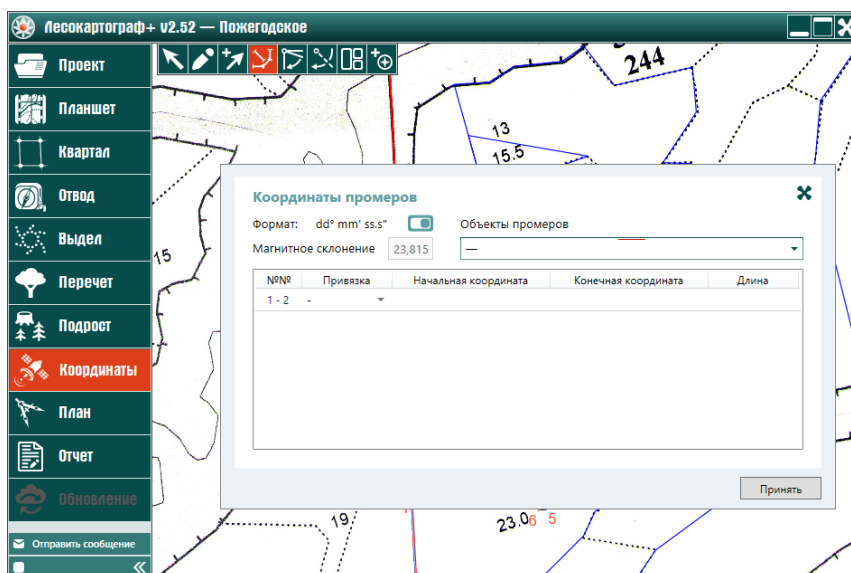 Лесокартограф+ v2.52 — Пожегодское
Проект
Планшет
Квартал
Отвод
Выдел
Перечет
Подрост
Координаты
План
Отчет
Обновление
Отправить сообщение
244
13
15.5
15
Координаты промеров
Формат: dd° mm' ss.s" Объекты промеров
Магнитное склонение 23,815 —
№№ Привязка Начальная координата Конечная координата Длина
1 - 2 -
Принять
19
23.0 6 5